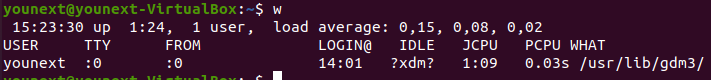 younext@younext-VirtualBox:~$ w
 15:23:30 up  1:24,  1 user,  load average: 0,15, 0,08, 0,02
USER     TTY      FROM             LOGIN@   IDLE   JCPU   PCPU WHAT
younext  :0       :0               14:01   ?xdm?   1:09   0.03s /usr/lib/gdm3/
younext@younext-VirtualBox:~$